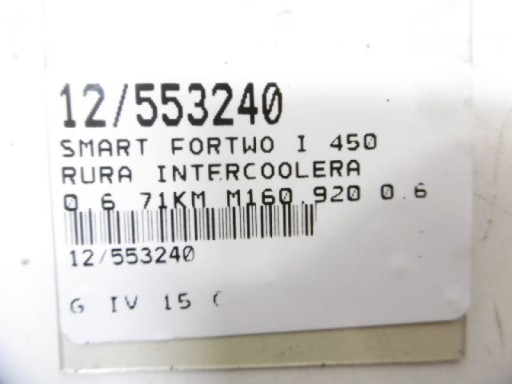 12/553240
SMART FORTWO I 450
RURA INTERCOOLERA
0.6 71KM M160.920 0.6
12/553240
G IV 15 (